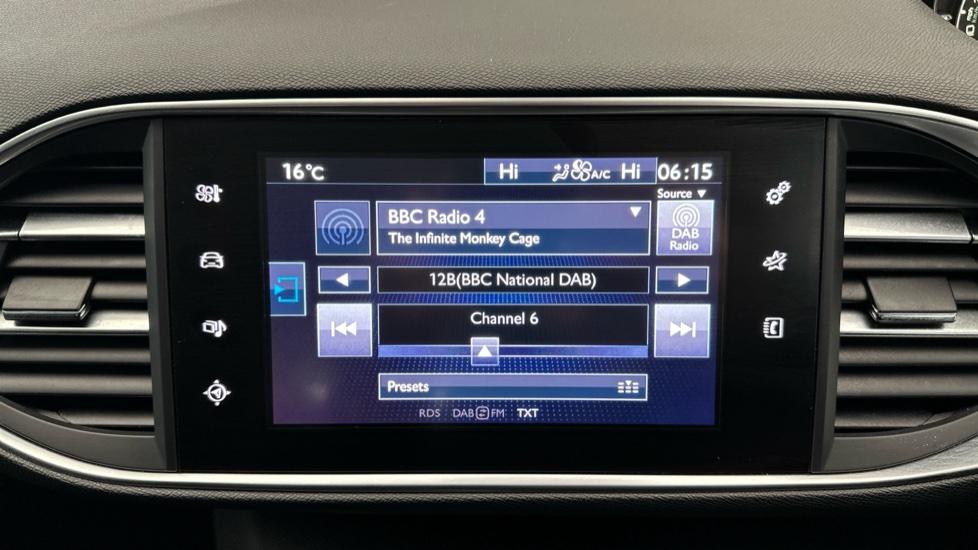 16°C Hi A/C Hi 06:15
Source
BBC Radio 4
The Infinite Monkey Cage
DAB
Radio
12B(BBC National DAB)
Channel 6
Presets
RDS DAB FM TXT